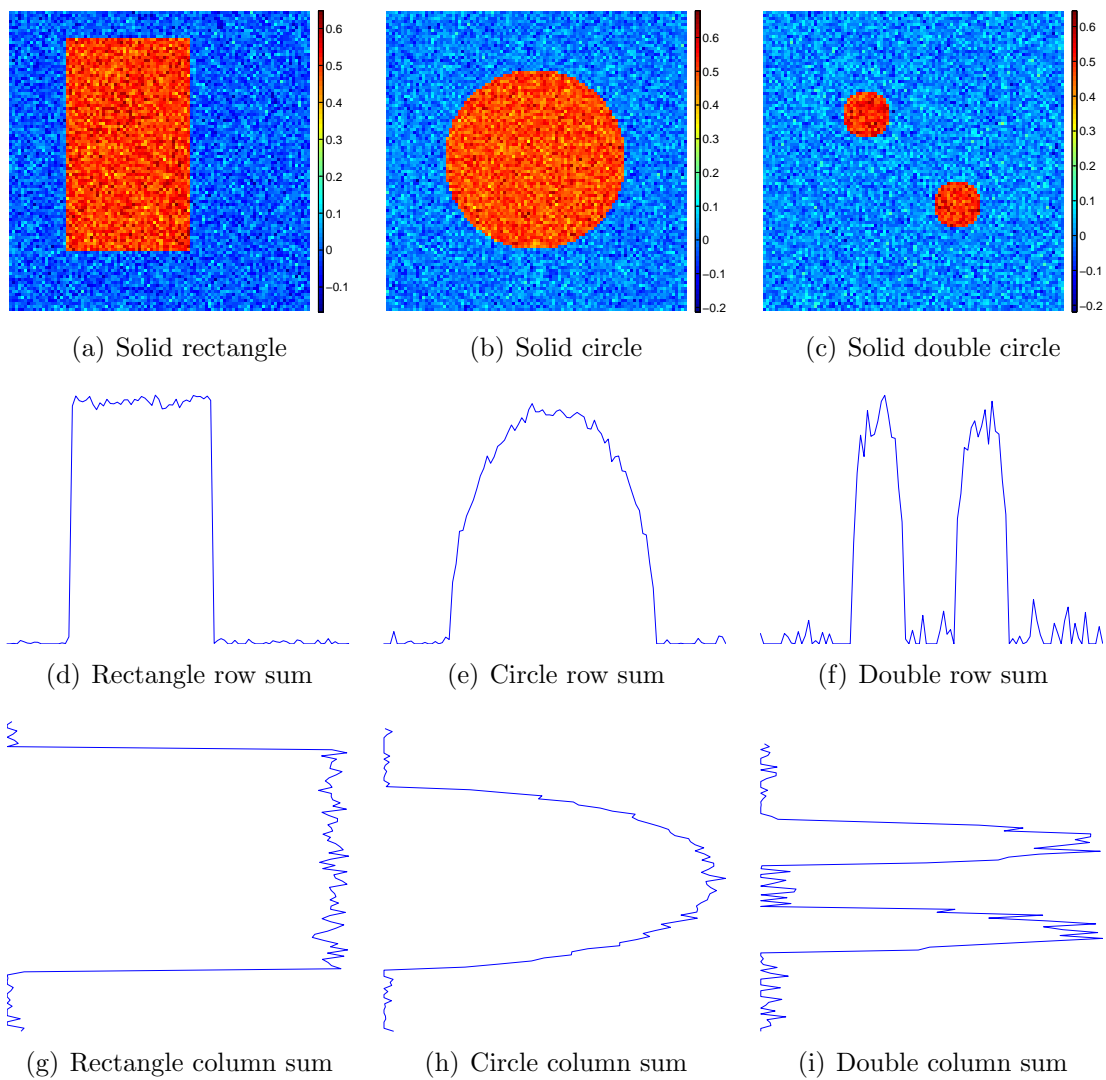 0.6
0.5
0.4
0.3
0.2
0.1
0
−0.1
0.6
0.5
0.4
0.3
0.2
0.1
0
−0.1
−0.2
0.6
0.5
0.4
0.3
0.2
0.1
0
−0.1
−0.2
(a) Solid rectangle
(b) Solid circle
(c) Solid double circle
(d) Rectangle row sum
(e) Circle row sum
(f) Double row sum
(g) Rectangle column sum
(h) Circle column sum
(i) Double column sum